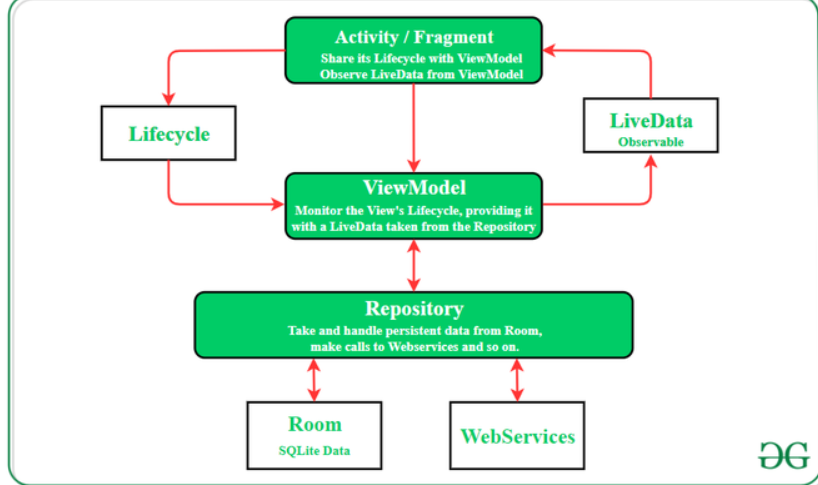 Activity / Fragment
Share its Lifecycle with ViewModel
Observe LiveData from ViewModel
Lifecycle
LiveData
Observable
ViewModel
Monitor the View's Lifecycle, providing it
with a LiveData taken from the Repository
Repository
Take and handle persistent data from Room,
make calls to Webservices and so on.
Room
SQLite Data
WebServices